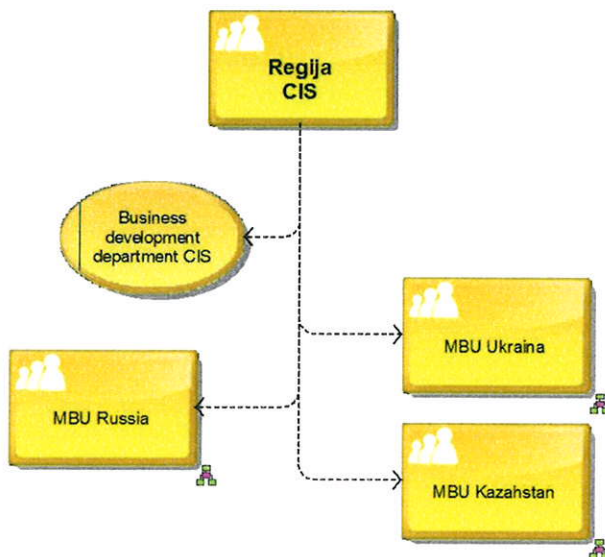 Regija
CIS
Business
development
department CIS
MBU Ukraina
MBU Russia
MBU Kazahstan